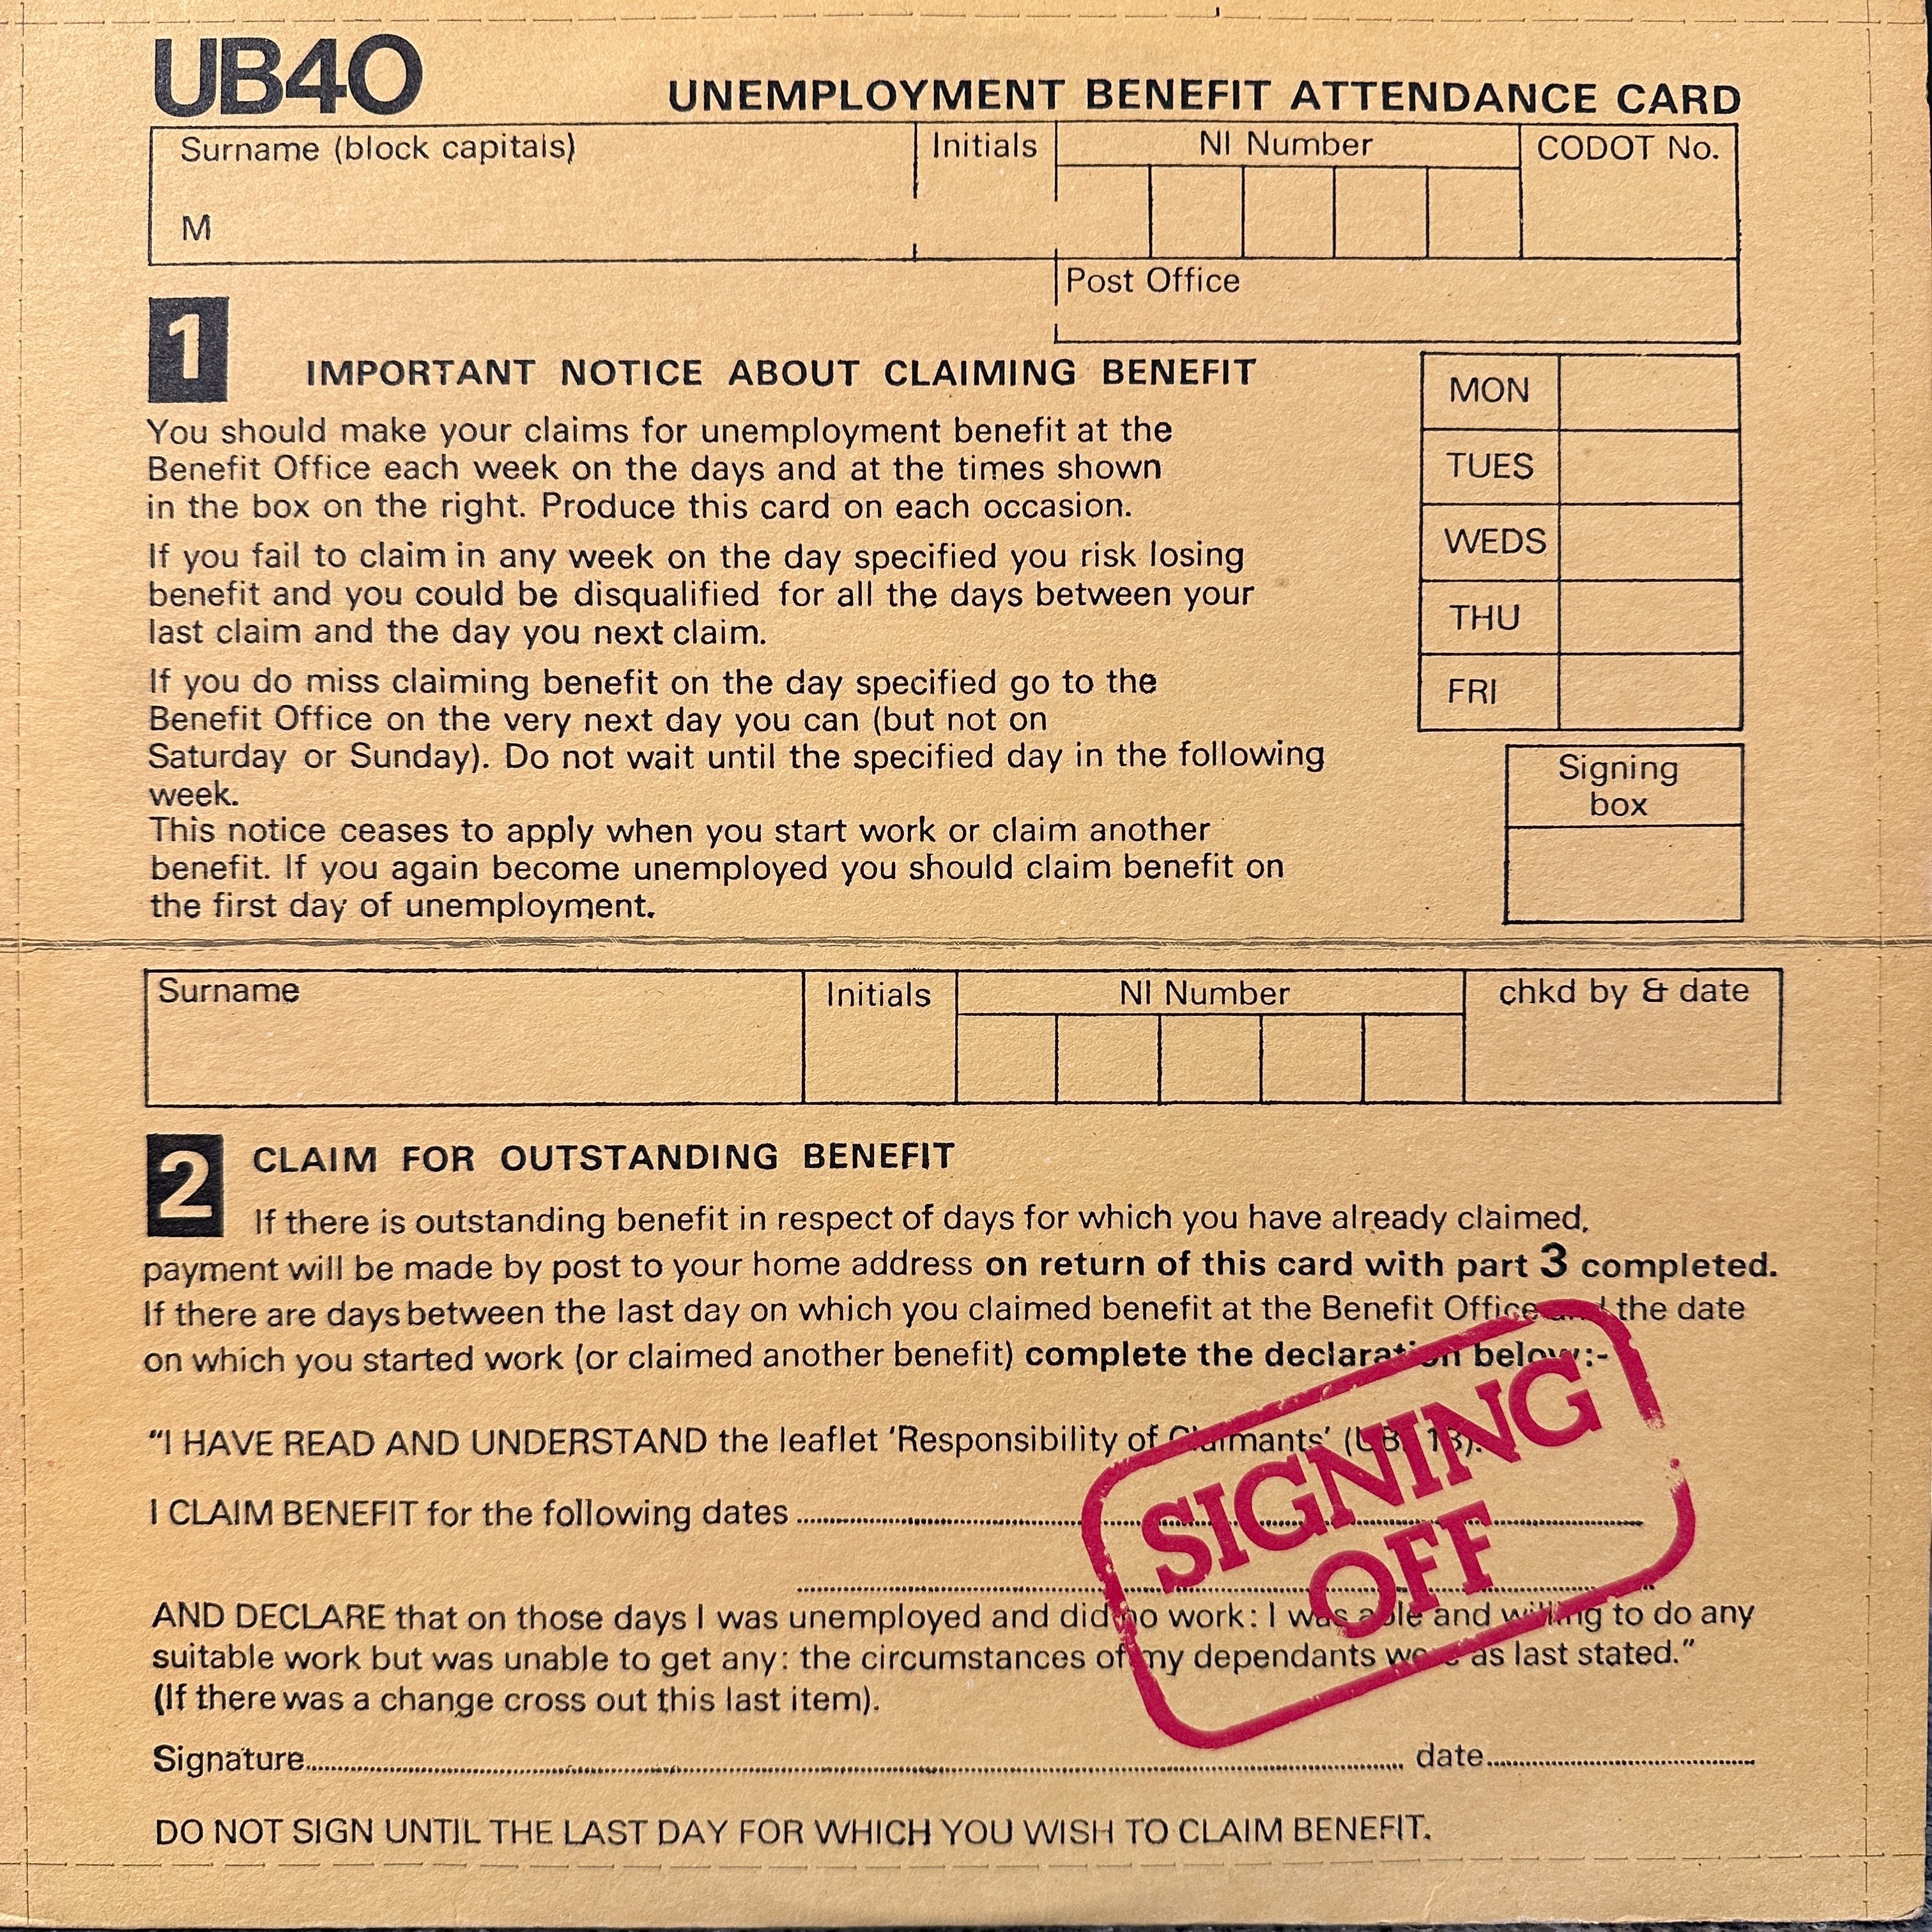 UB40
UNEMPLOYMENT BENEFIT ATTENDANCE CARD
Surname (block capitals)
Initials
NI Number
CODOT No.
M
Post Office
1
IMPORTANT NOTICE ABOUT CLAIMING BENEFIT
You should make your claims for unemployment benefit at the
Benefit Office each week on the days and at the times shown
in the box on the right. Produce this card on each occasion.
If you fail to claim in any week on the day specified you risk losing
benefit and you could be disqualified for all the days between your
last claim and the day you next claim.
If you do miss claiming benefit on the day specified go to the
Benefit Office on the very next day you can (but not on
Saturday or Sunday). Do not wait until the specified day in the following
week.
This notice ceases to apply when you start work or claim another
benefit. If you again become unemployed you should claim benefit on
the first day of unemployment.
MON
TUES
WEDS
THU
FRI
Signing
box
Surname
Initials
NI Number
chkd by & date
2
CLAIM FOR OUTSTANDING BENEFIT
If there is outstanding benefit in respect of days for which you have already claimed,
payment will be made by post to your home address on return of this card with part 3 completed.
If there are days between the last day on which you claimed benefit at the Benefit Office and the date
on which you started work (or claimed another benefit) complete the declaration below:-
"I HAVE READ AND UNDERSTAND the leaflet 'Responsibility of Claimants' (UBL 18).
I CLAIM BENEFIT for the following dates
AND DECLARE that on those days I was unemployed and did no work: I was able and willing to do any
suitable work but was unable to get any: the circumstances of my dependants were as last stated."
(If there was a change cross out this last item).
Signature
date
DO NOT SIGN UNTIL THE LAST DAY FOR WHICH YOU WISH TO CLAIM BENEFIT.
SIGNING
OFF